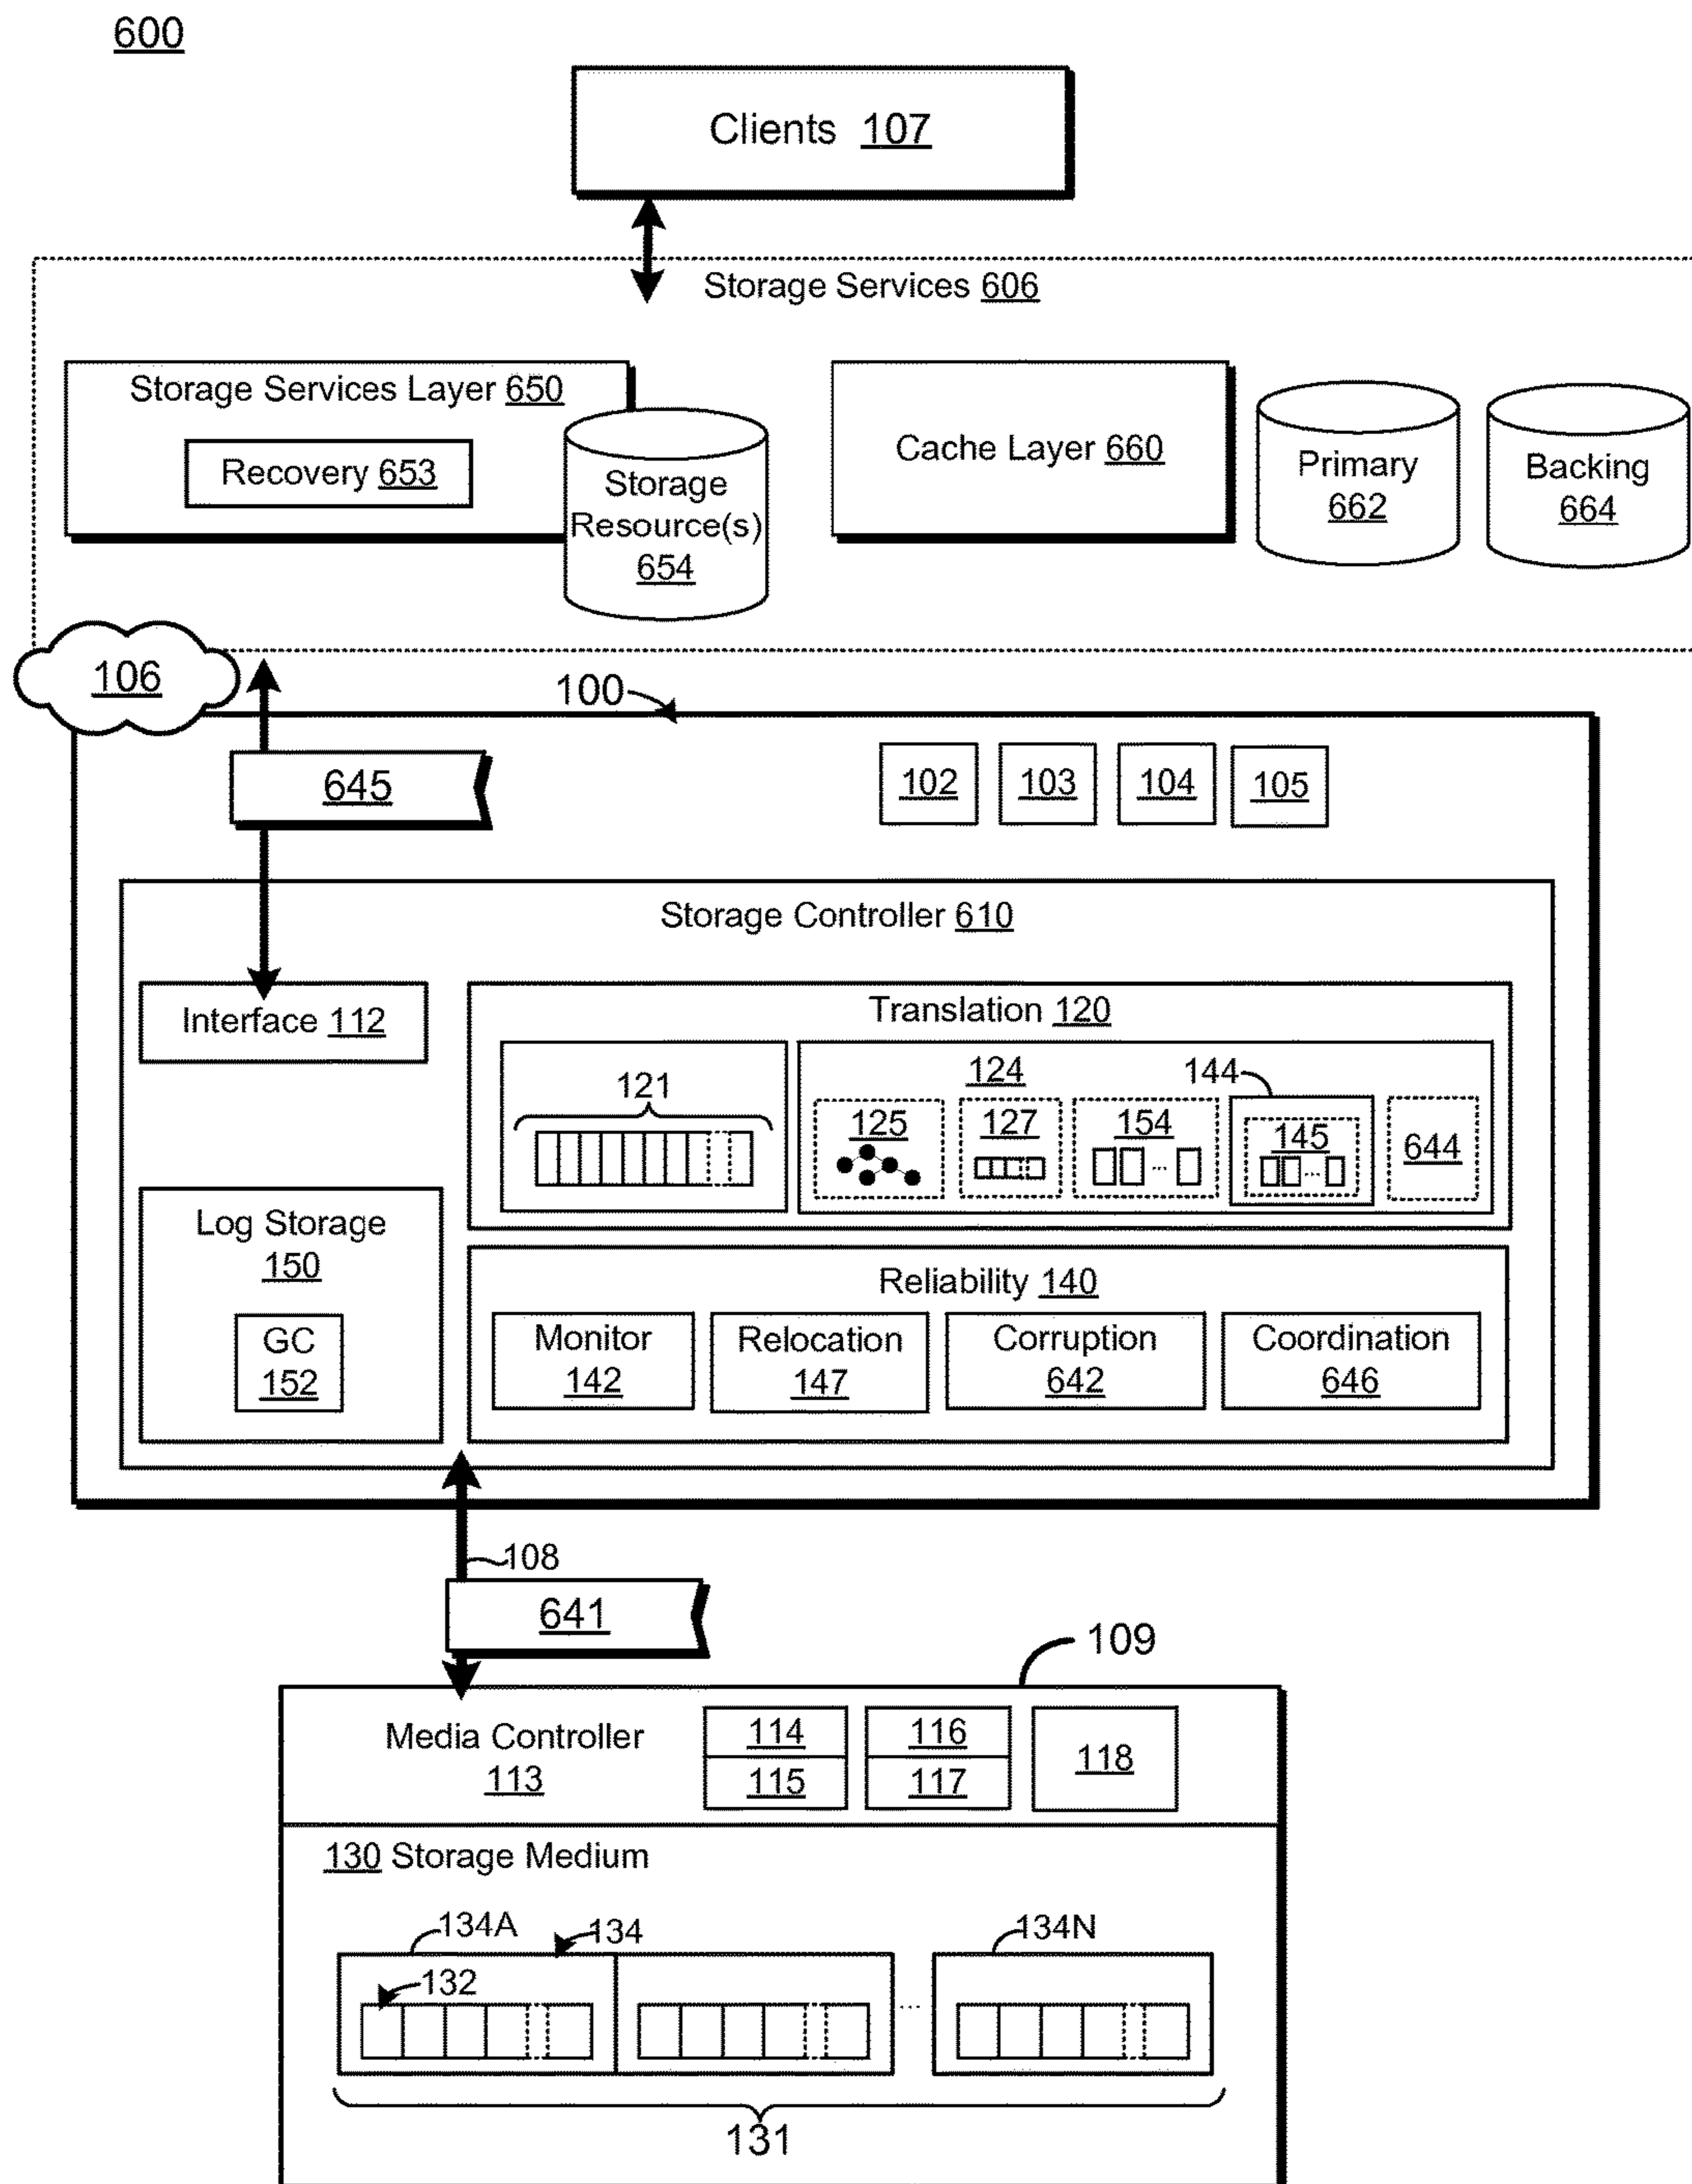 600
Clients 107
Storage Services 606
Storage Services Layer 650
Recovery 653
Storage
Resource(s)
654
Cache Layer 660
Primary
662
Backing
664
106
100
645
102
103
104
105
Storage Controller 610
Interface 112
Translation 120
121
124
144
125
127
154
145
644
Log Storage
150
GC
152
Reliability 140
Monitor
142
Relocation
147
Corruption
642
Coordination
646
108
641
109
Media Controller
113
114
115
116
117
118
130 Storage Medium
134A
134
134N
132
131